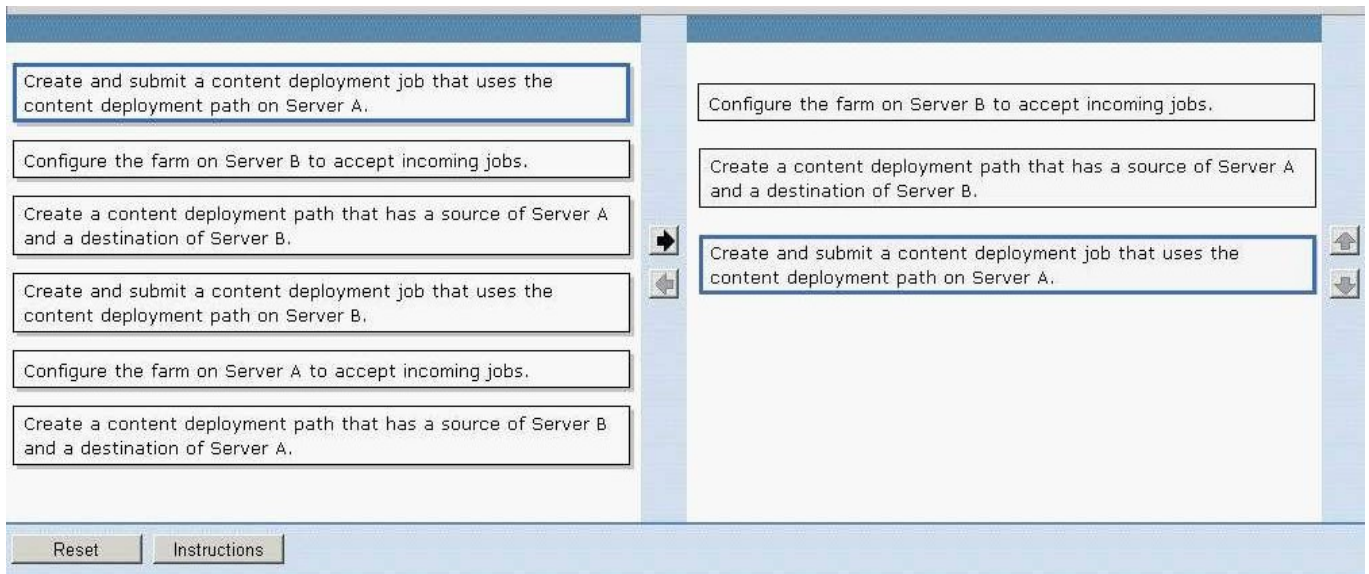 Create and submit a content deployment job that uses the
content deployment path on Server A.
Configure the farm on Server B to accept incoming jobs.
Create a content deployment path that has a source of Server A
and a destination of Server B.
Create and submit a content deployment job that uses the
content deployment path on Server B.
Configure the farm on Server A to accept incoming jobs.
Create a content deployment path that has a source of Server B
and a destination of Server A.
Configure the farm on Server B to accept incoming jobs.
Create a content deployment path that has a source of Server A
and a destination of Server B.
Create and submit a content deployment job that uses the
content deployment path on Server A.
Reset
Instructions